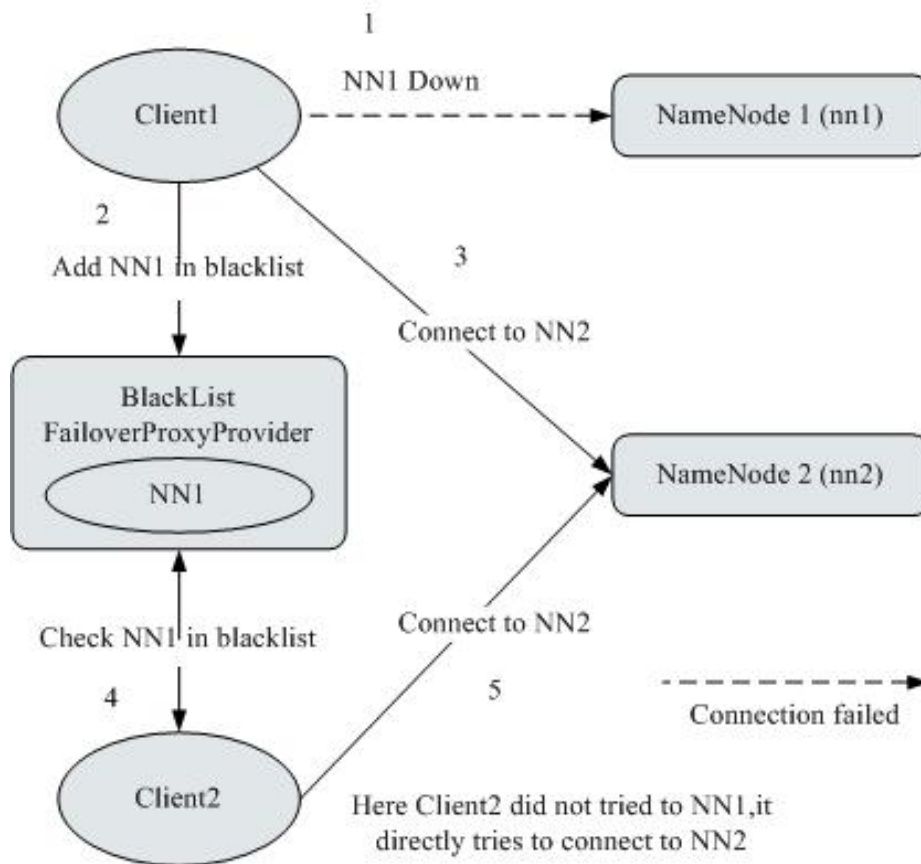 1
NN1 Down
Client1
NameNode 1 (nn1)
2
Add NN1 in blacklist
3
Connect to NN2
BlackList
FailoverProxyProvider
NN1
NameNode 2 (nn2)
Check NN1 in blacklist
Connect to NN2
4
5
Connection failed
Client2
Here Client2 did not tried to NN1,it
directly tries to connect to NN2